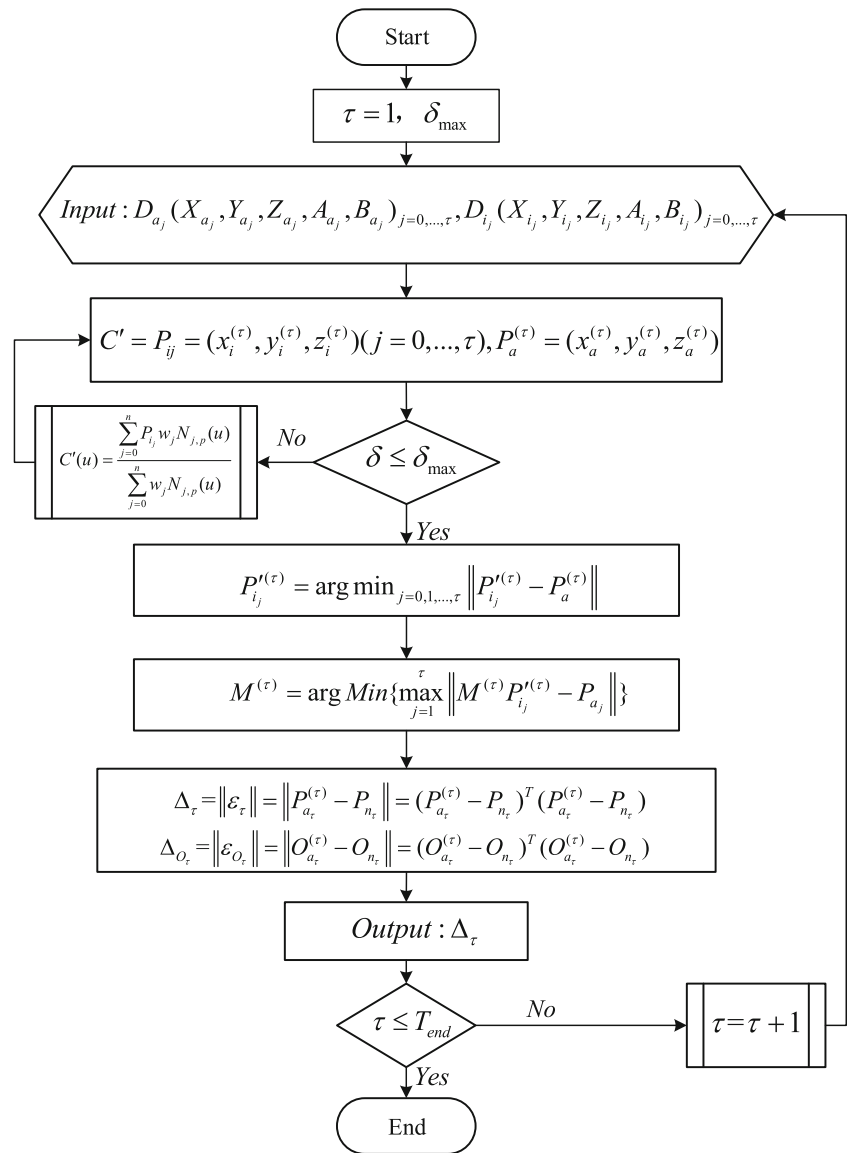 Start
τ = 1, δ_max
Input : D_{a_j}(X_{a_j}, Y_{a_j}, Z_{a_j}, A_{a_j}, B_{a_j})_{j=0,...,τ}, D_{i_j}(X_{i_j}, Y_{i_j}, Z_{i_j}, A_{i_j}, B_{i_j})_{j=0,...,τ}
C′ = P_{ij} = (x_i^{(τ)}, y_i^{(τ)}, z_i^{(τ)})(j = 0,...,τ), P_a^{(τ)} = (x_a^{(τ)}, y_a^{(τ)}, z_a^{(τ)})
δ ≤ δ_max
No
C′(u) = \frac{\sum_{j=0}^{n} P_{i_j} w_j N_{j,p}(u)}{\sum_{j=0}^{n} w_j N_{j,p}(u)}
Yes
P′_{i_j}^{(τ)} = arg min_{j=0,1,...,τ} ‖P′_{i_j}^{(τ)} − P_a^{(τ)}‖
M^{(τ)} = arg Min{max_{j=1}^{τ} ‖M^{(τ)} P′_{i_j}^{(τ)} − P_{a_j}‖}
Δ_τ = ‖ε_τ‖ = ‖P_{a_τ}^{(τ)} − P_{n_τ}‖ = (P_{a_τ}^{(τ)} − P_{n_τ})^T (P_{a_τ}^{(τ)} − P_{n_τ})
Δ_{O_τ} = ‖ε_{O_τ}‖ = ‖O_{a_τ}^{(τ)} − O_{n_τ}‖ = (O_{a_τ}^{(τ)} − O_{n_τ})^T (O_{a_τ}^{(τ)} − O_{n_τ})
Output : Δ_τ
τ ≤ T_{end}
No
τ = τ + 1
Yes
End